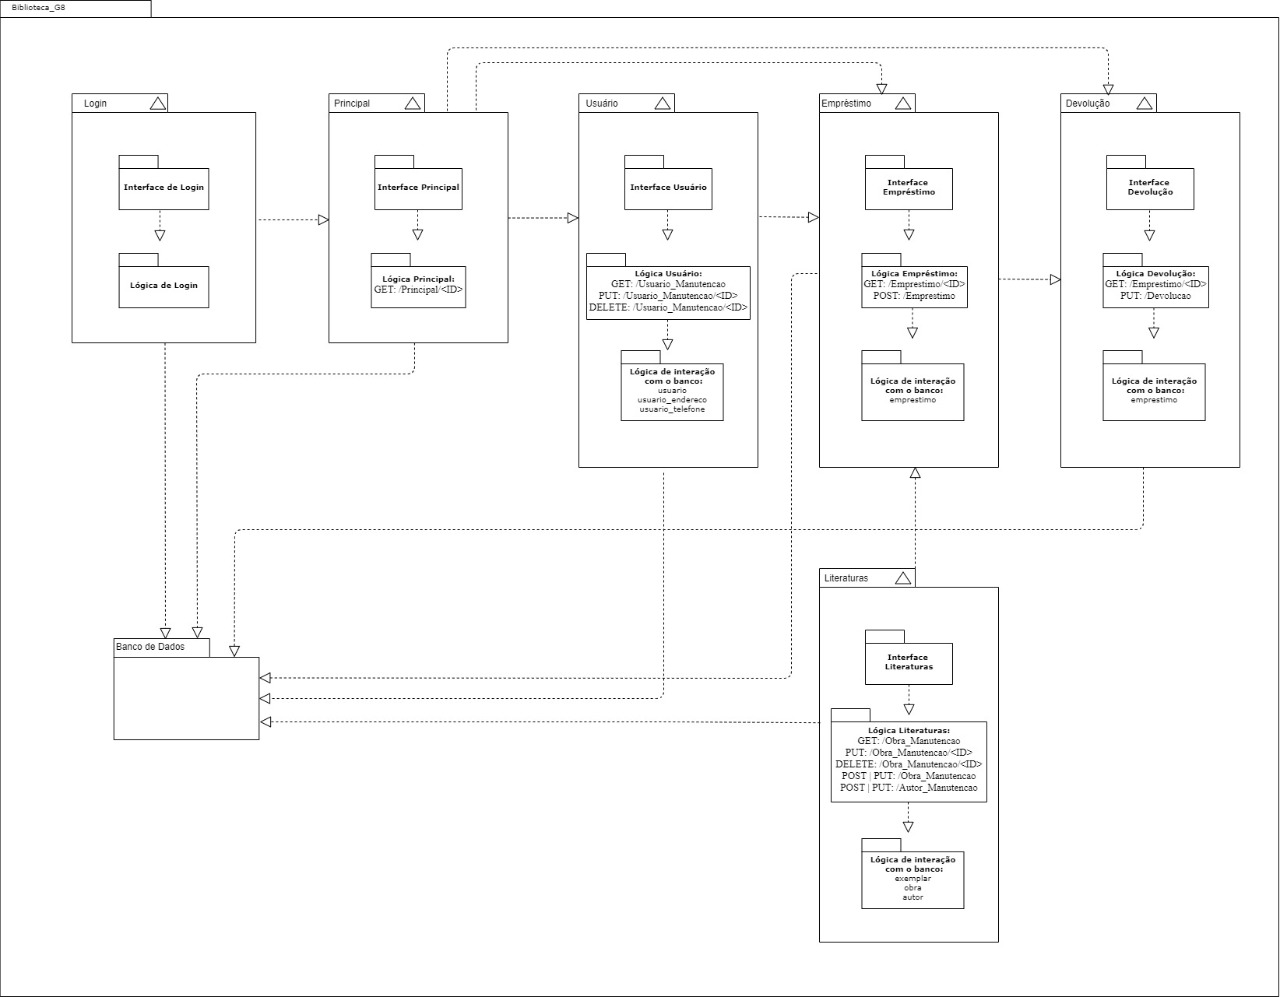 Biblioteca_G8
Login
Interface de Login
Lógica de Login
Principal
Interface Principal
Lógica Principal:
GET: /Principal/<ID>
Usuário
Interface Usuário
Lógica Usuário:
GET: /Usuario_Manutencao
PUT: /Usuario_Manutencao/<ID>
DELETE: /Usuario_Manutencao/<ID>
Lógica de interação
com o banco:
usuario
usuario_endereco
usuario_telefone
Empréstimo
Interface
Empréstimo
Lógica Empréstimo:
GET: /Emprestimo/<ID>
POST: /Emprestimo
Lógica de interação
com o banco:
emprestimo
Devolução
Interface
Devolução
Lógica Devolução:
GET: /Emprestimo/<ID>
PUT: /Devolucao
Lógica de interação
com o banco:
emprestimo
Banco de Dados
Literaturas
Interface
Literaturas
Lógica Literaturas:
GET: /Obra_Manutencao
PUT: /Obra_Manutencao/<ID>
DELETE: /Obra_Manutencao/<ID>
POST | PUT: /Obra_Manutencao
POST | PUT: /Autor_Manutencao
Lógica de interação
com o banco:
exemplar
obra
autor